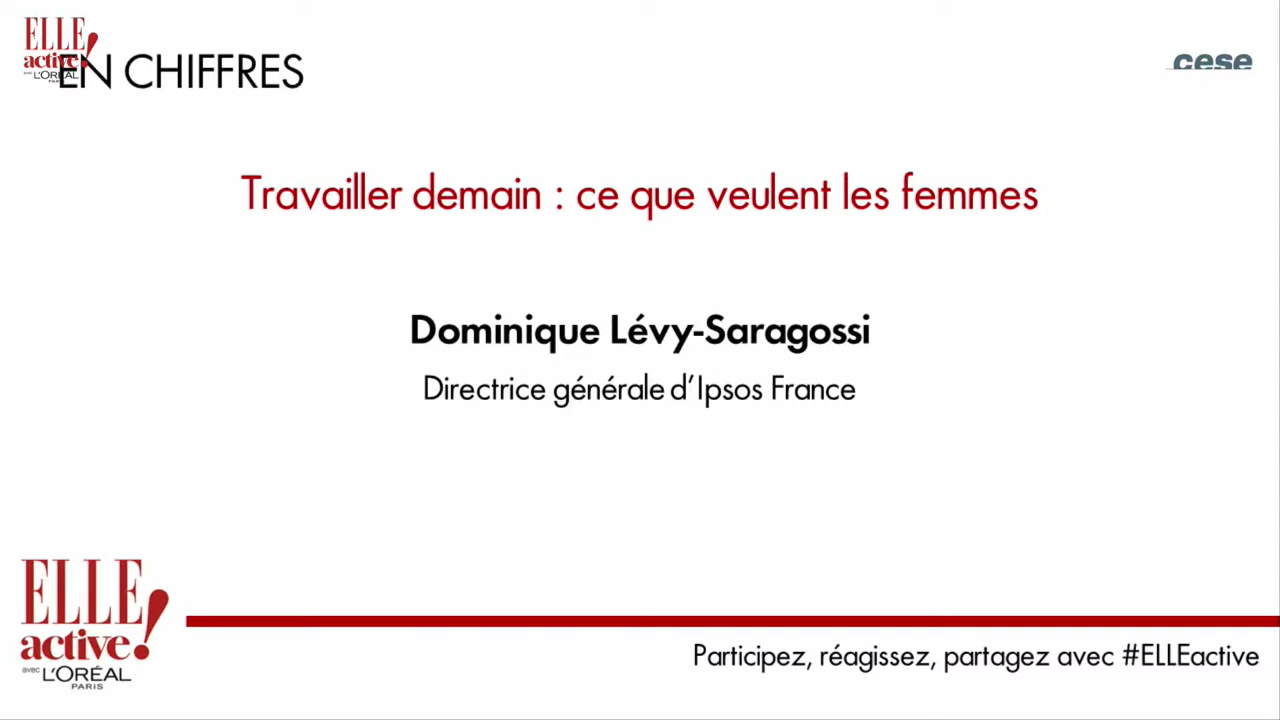 ELLE
active!
avec L'ORÉAL
PARIS
EN CHIFFRES
cese
Travailler demain : ce que veulent les femmes
Dominique Lévy-Saragossi
Directrice générale d'Ipsos France
ELLE
active!
avec L'ORÉAL
PARIS
Participez, réagissez, partagez avec #ELLEactive